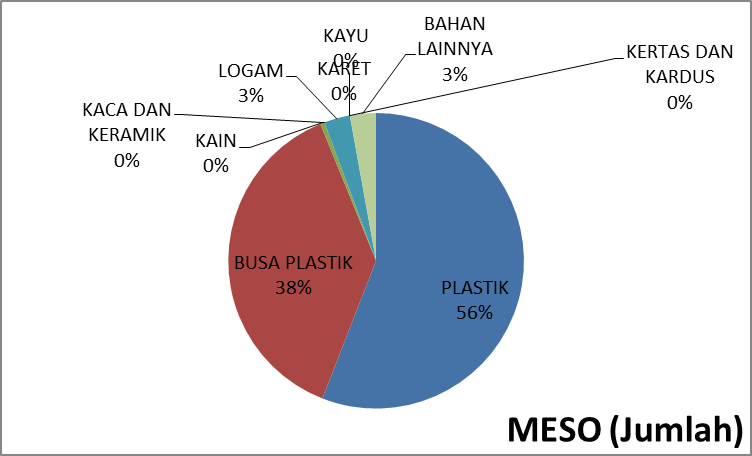 KAYU
0%
BAHAN
LAINNYA
3%
KERTAS DAN
KARDUS
0%
LOGAM
3%
KARET
0%
KACA DAN
KERAMIK
0%
KAIN
0%
BUSA PLASTIK
38%
PLASTIK
56%
MESO (Jumlah)